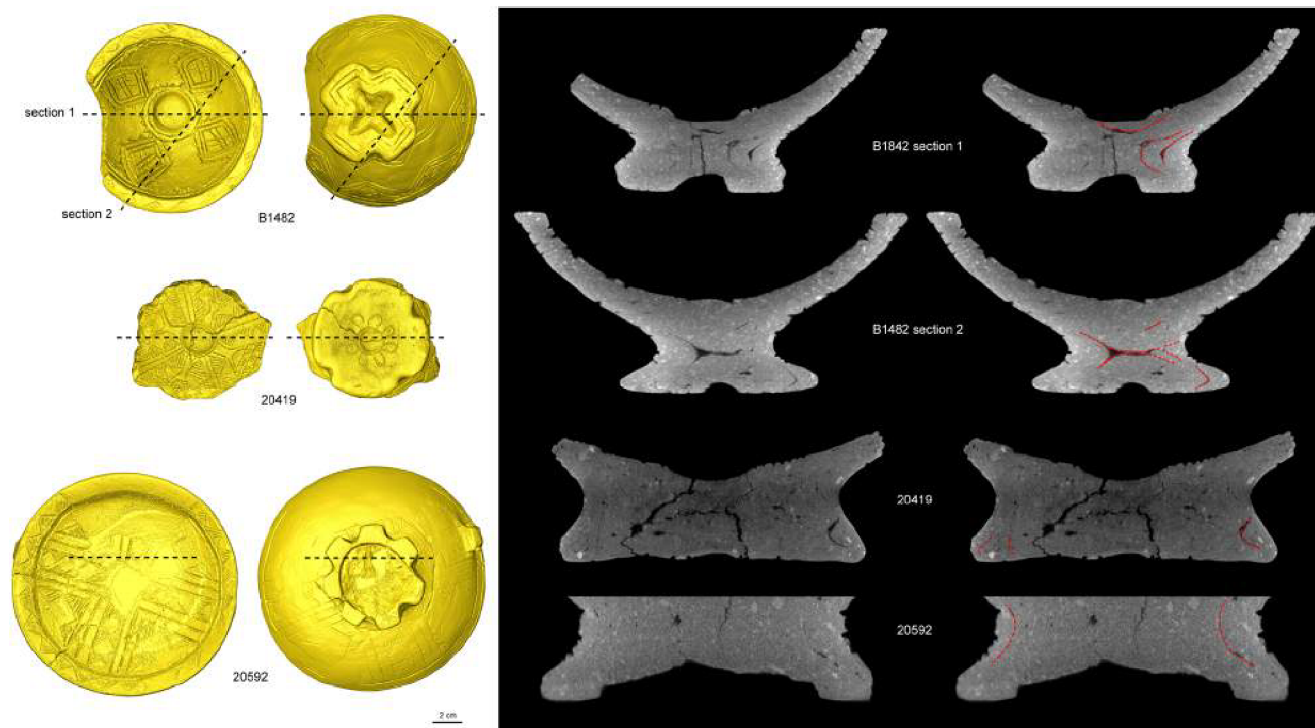 section 1
section 2
B1482
20419
20592
2 cm
B1842 section 1
B1482 section 2
20419
20592